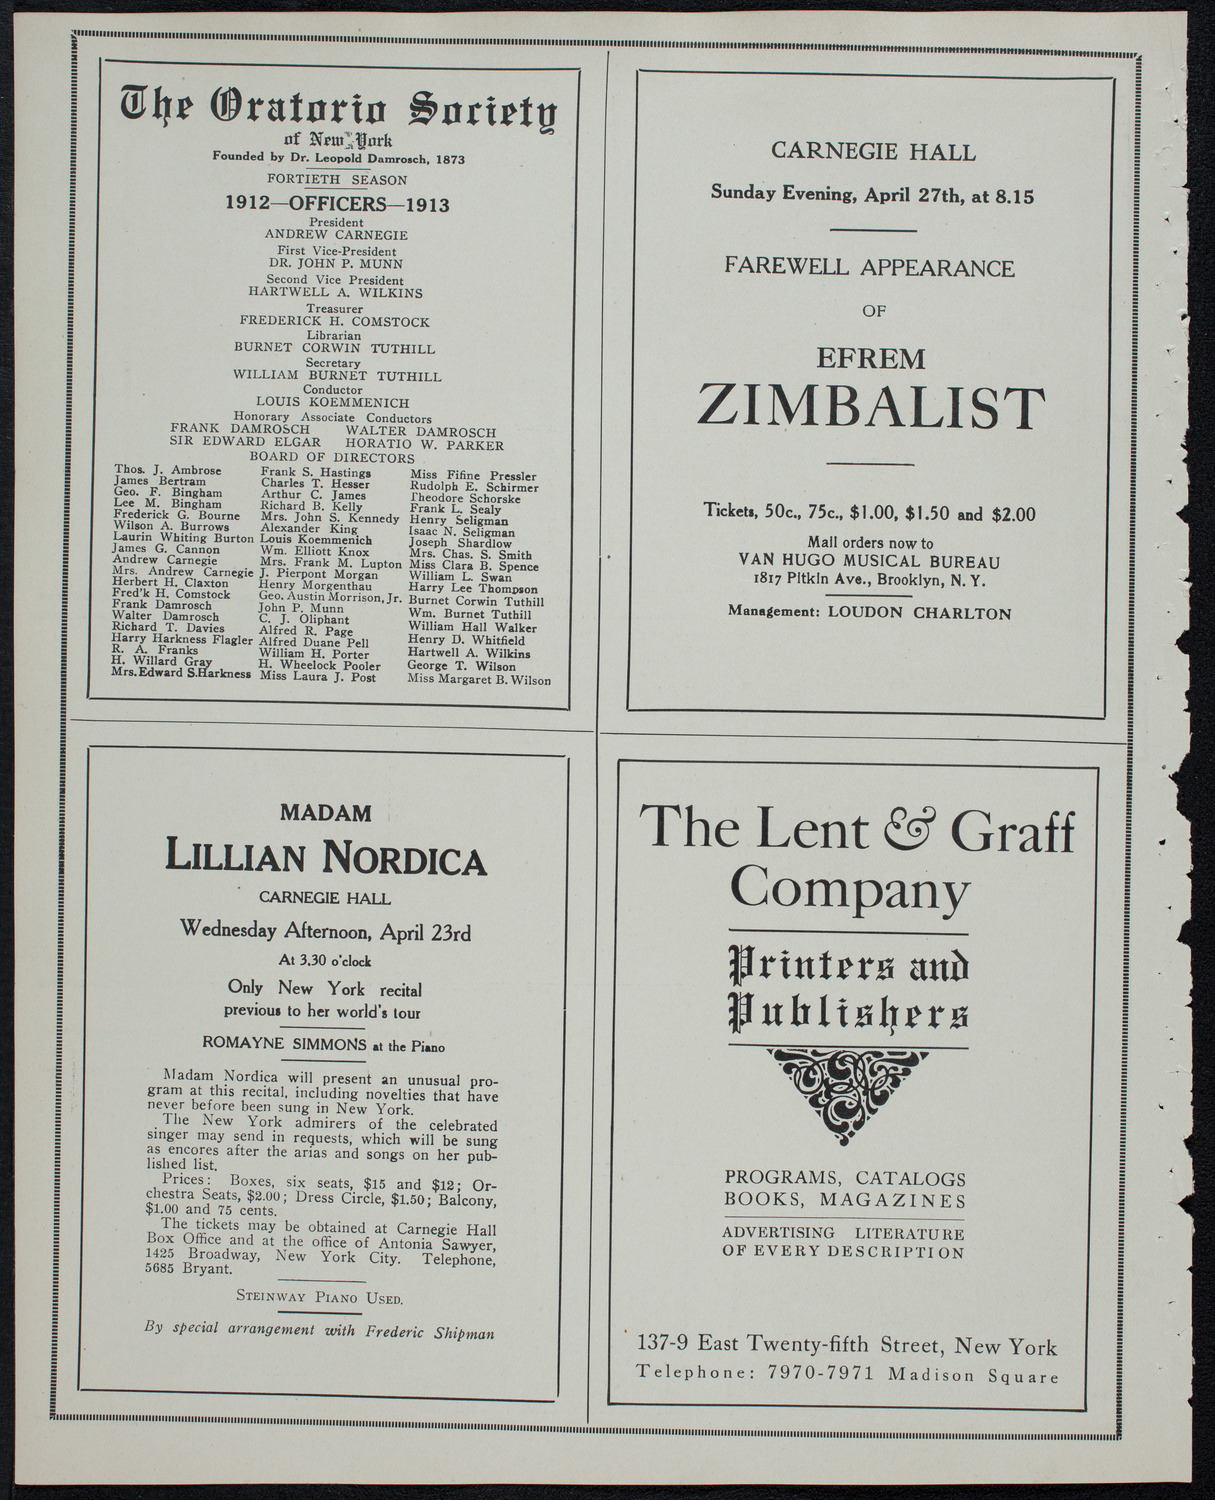 The Oratorio Society
of New York
Founded by Dr. Leopold Damrosch, 1873
FORTIETH SEASON
1912—OFFICERS—1913
President
ANDREW CARNEGIE
First Vice-President
DR. JOHN P. MUNN
Second Vice President
HARTWELL A. WILKINS
Treasurer
FREDERICK H. COMSTOCK
Librarian
BURNET CORWIN TUTHILL
Secretary
WILLIAM BURNET TUTHILL
Conductor
LOUIS KOEMMENICH
Honorary Associate Conductors
FRANK DAMROSCH WALTER DAMROSCH
SIR EDWARD ELGAR HORATIO W. PARKER
BOARD OF DIRECTORS
Thos. J. Ambrose
James Bertram
Geo. F. Bingham
Lee M. Bingham
Frederick G. Bourne
Wilson A. Burrows
Laurin Whiting Burton
James G. Cannon
Andrew Carnegie
Mrs. Andrew Carnegie
Herbert H. Claxton
Fred'k H. Comstock
Frank Damrosch
Walter Damrosch
Richard T. Davies
Harry Harkness Flagler
R. A. Franks
H. Willard Gray
Mrs. Edward S. Harkness
Frank S. Hastings
Charles T. Hesser
Arthur C. James
Richard B. Kelly
Mrs. John S. Kennedy
Alexander King
Louis Koemmenich
Wm. Elliott Knox
Mrs. Frank M. Lupton
J. Pierpont Morgan
Henry Morgenthau
Geo. Austin Morrison, Jr.
John P. Munn
C. J. Oliphant
Alfred R. Page
Alfred Duane Pell
William H. Porter
H. Wheelock Pooler
Miss Laura J. Post
Miss Fifine Pressler
Rudolph E. Schirmer
Theodore Schorske
Frank L. Sealy
Henry Seligman
Isaac N. Seligman
Joseph Shardlow
Mrs. Chas. S. Smith
Miss Clara B. Spence
William L. Swan
Harry Lee Thompson
Burnet Corwin Tuthill
Wm. Burnet Tuthill
William Hall Walker
Henry D. Whitfield
Hartwell A. Wilkins
George T. Wilson
Miss Margaret B. Wilson
CARNEGIE HALL
Sunday Evening, April 27th, at 8.15
FAREWELL APPEARANCE
OF
EFREM
ZIMBALIST
Tickets, 50c., 75c., $1.00, $1.50 and $2.00
Mail orders now to
VAN HUGO MUSICAL BUREAU
1817 Pitkin Ave., Brooklyn, N. Y.
Management: LOUDON CHARLTON
MADAM
LILLIAN NORDICA
CARNEGIE HALL
Wednesday Afternoon, April 23rd
At 3.30 o'clock
Only New York recital
previous to her world's tour
ROMAYNE SIMMONS at the Piano
Madam Nordica will present an unusual pro-
gram at this recital, including novelties that have
never before been sung in New York.
The New York admirers of the celebrated
singer may send in requests, which will be sung
as encores after the arias and songs on her pub-
lished list.
Prices: Boxes, six seats, $15 and $12; Or-
chestra Seats, $2.00; Dress Circle, $1.50; Balcony,
$1.00 and 75 cents.
The tickets may be obtained at Carnegie Hall
Box Office and at the office of Antonia Sawyer,
1425 Broadway, New York City. Telephone,
5685 Bryant.
STEINWAY PIANO USED.
By special arrangement with Frederic Shipman
The Lent & Graff
Company
Printers and
Publishers
PROGRAMS, CATALOGS
BOOKS, MAGAZINES
ADVERTISING LITERATURE
OF EVERY DESCRIPTION
137-9 East Twenty-fifth Street, New York
Telephone: 7970-7971 Madison Square